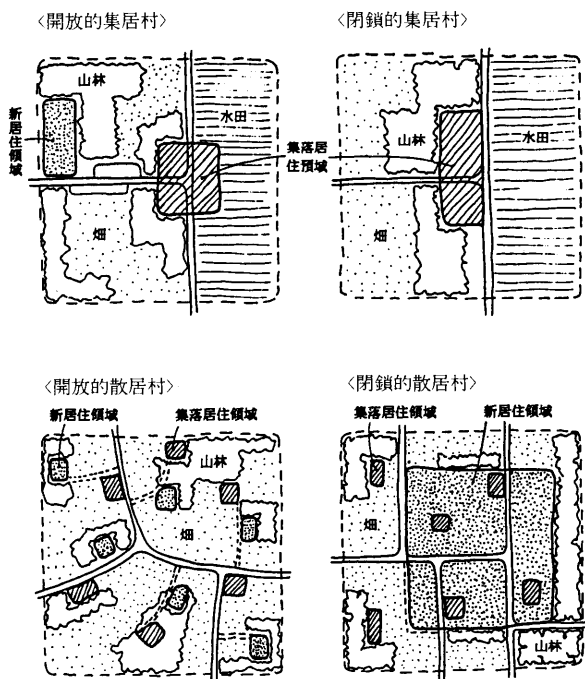 〈開放的集居村〉
〈閉鎖的集居村〉
山林
新居住領域
水田
集落居
住預域
畑
山林
水田
畑
〈開放的散居村〉
〈閉鎖的散居村〉
新居住領域
集落居住領域
山林
畑
集落居住領域
新居住領域
畑
山林